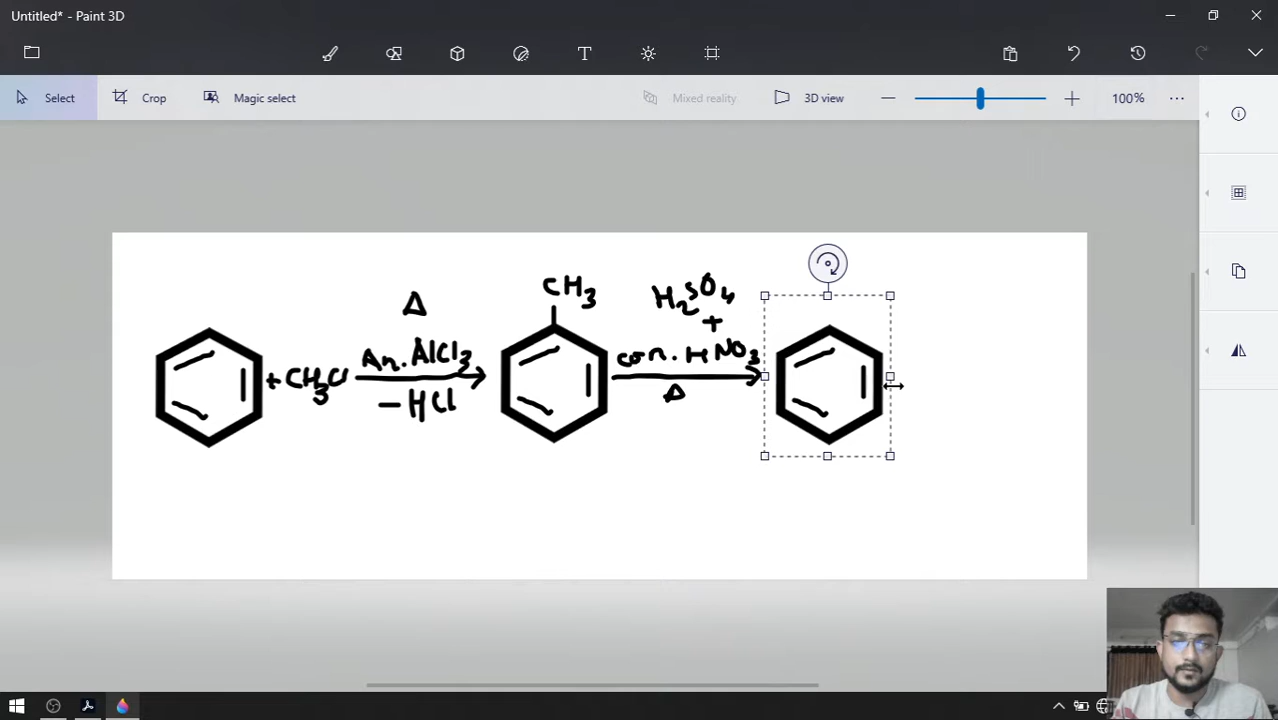 Untitled* - Paint 3D
Select
Crop
Magic select
Mixed reality
3D view
100%
Δ
An. AlCl3
- HCl
+ CH3Cl
CH3
H2SO4
+
con. HNO3
Δ